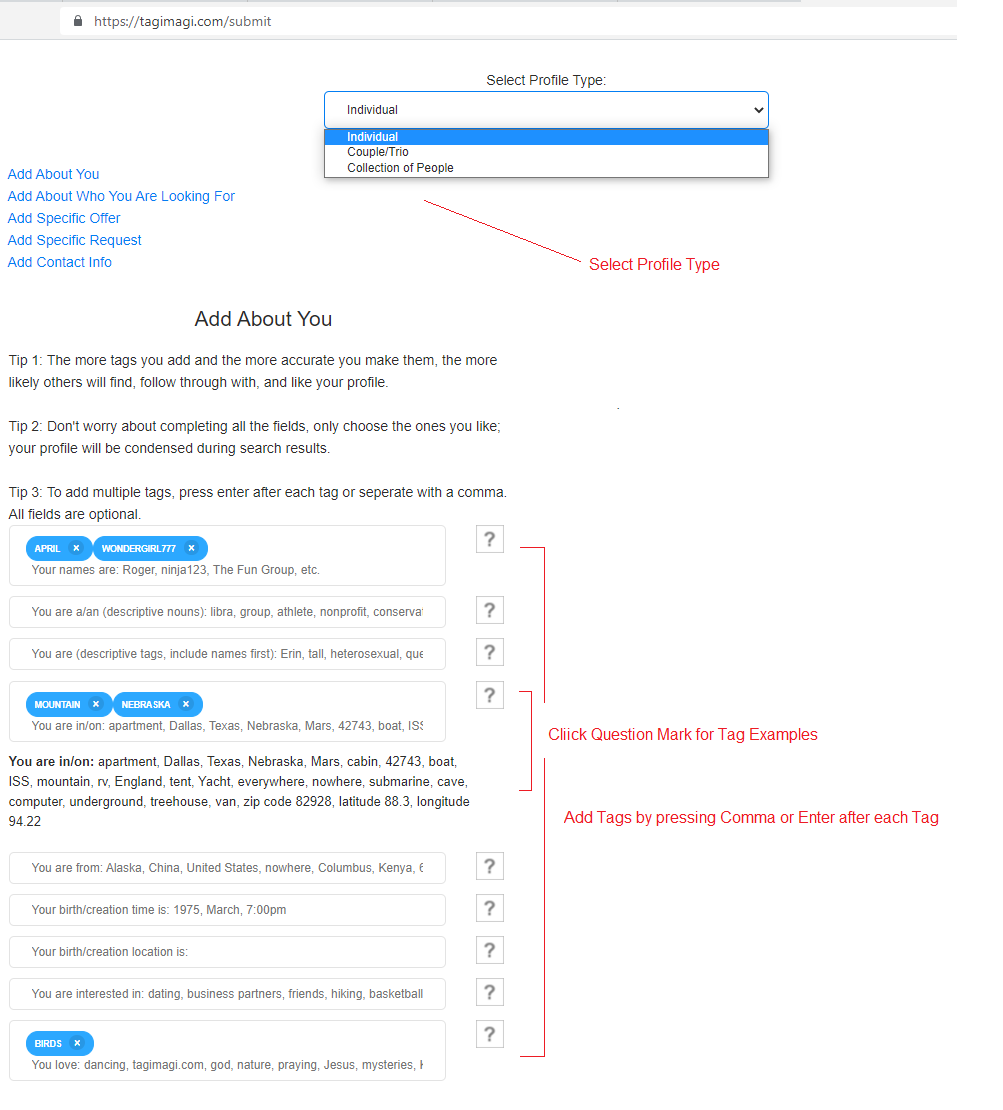 https://tagimagi.com/submit
Select Profile Type:
Individual
Individual
Couple/Trio
Collection of People
Add About You
Add About Who You Are Looking For
Add Specific Offer
Add Specific Request
Add Contact Info
Select Profile Type
Add About You
Tip 1: The more tags you add and the more accurate you make them, the more
likely others will find, follow through with, and like your profile.
Tip 2: Don't worry about completing all the fields, only choose the ones you like;
your profile will be condensed during search results.
Tip 3: To add multiple tags, press enter after each tag or seperate with a comma.
All fields are optional.
APRIL × WONDERGIRL777 ×
?
Your names are: Roger, ninja123, The Fun Group, etc.
You are a/an (descriptive nouns): libra, group, athlete, nonprofit, conservat
?
You are (descriptive tags, include names first): Erin, tall, heterosexual, que
?
MOUNTAIN × NEBRASKA ×
?
You are in/on: apartment, Dallas, Texas, Nebraska, Mars, 42743, boat, ISS
Cliick Question Mark for Tag Examples
You are in/on: apartment, Dallas, Texas, Nebraska, Mars, cabin, 42743, boat,
ISS, mountain, rv, England, tent, Yacht, everywhere, nowhere, submarine, cave,
computer, underground, treehouse, van, zip code 82928, latitude 88.3, longitude
94.22
Add Tags by pressing Comma or Enter after each Tag
You are from: Alaska, China, United States, nowhere, Columbus, Kenya, 6
?
Your birth/creation time is: 1975, March, 7:00pm
?
Your birth/creation location is:
?
You are interested in: dating, business partners, friends, hiking, basketball
?
BIRDS ×
?
You love: dancing, tagimagi.com, god, nature, praying, Jesus, mysteries,